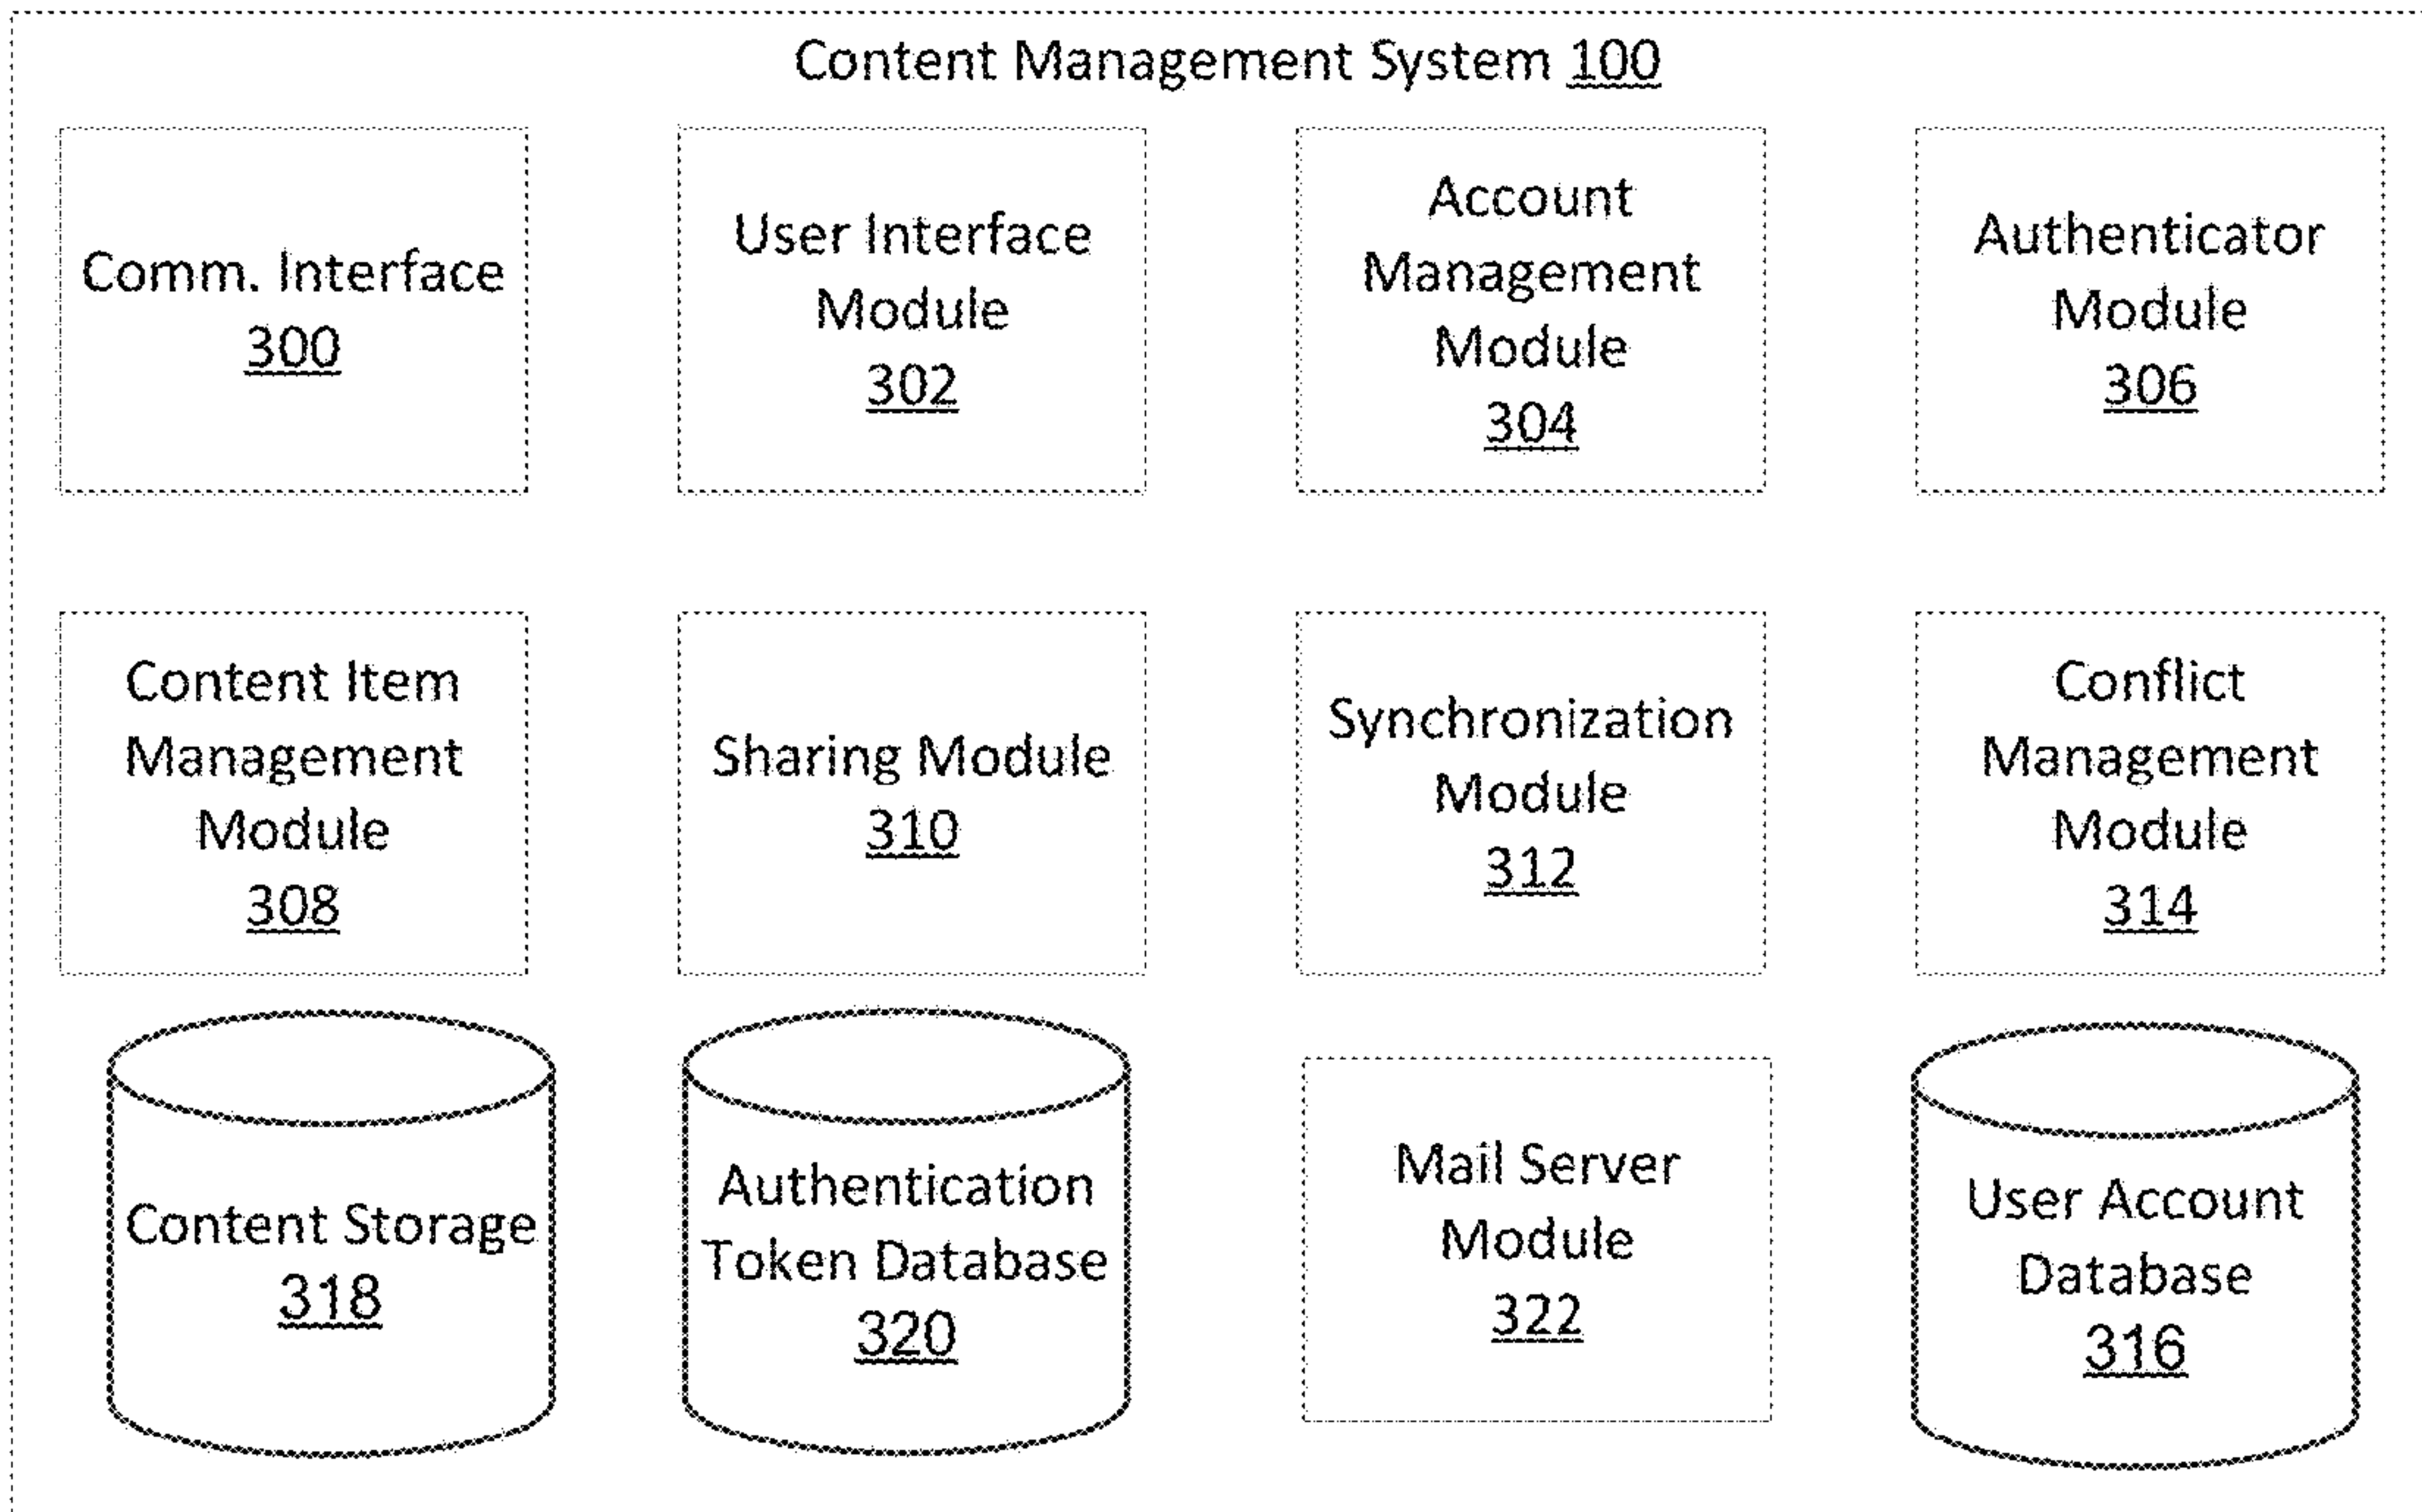 Content Management System 100
Comm. Interface
300
User Interface
Module
302
Account
Management
Module
304
Authenticator
Module
306
Content Item
Management
Module
308
Sharing Module
310
Synchronization
Module
312
Conflict
Management
Module
314
Content Storage
318
Authentication
Token Database
320
Mail Server
Module
322
User Account
Database
316